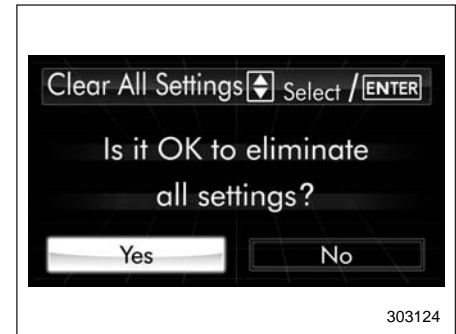 Clear All Settings Select / ENTER
Is it OK to eliminate
all settings?
Yes No
303124